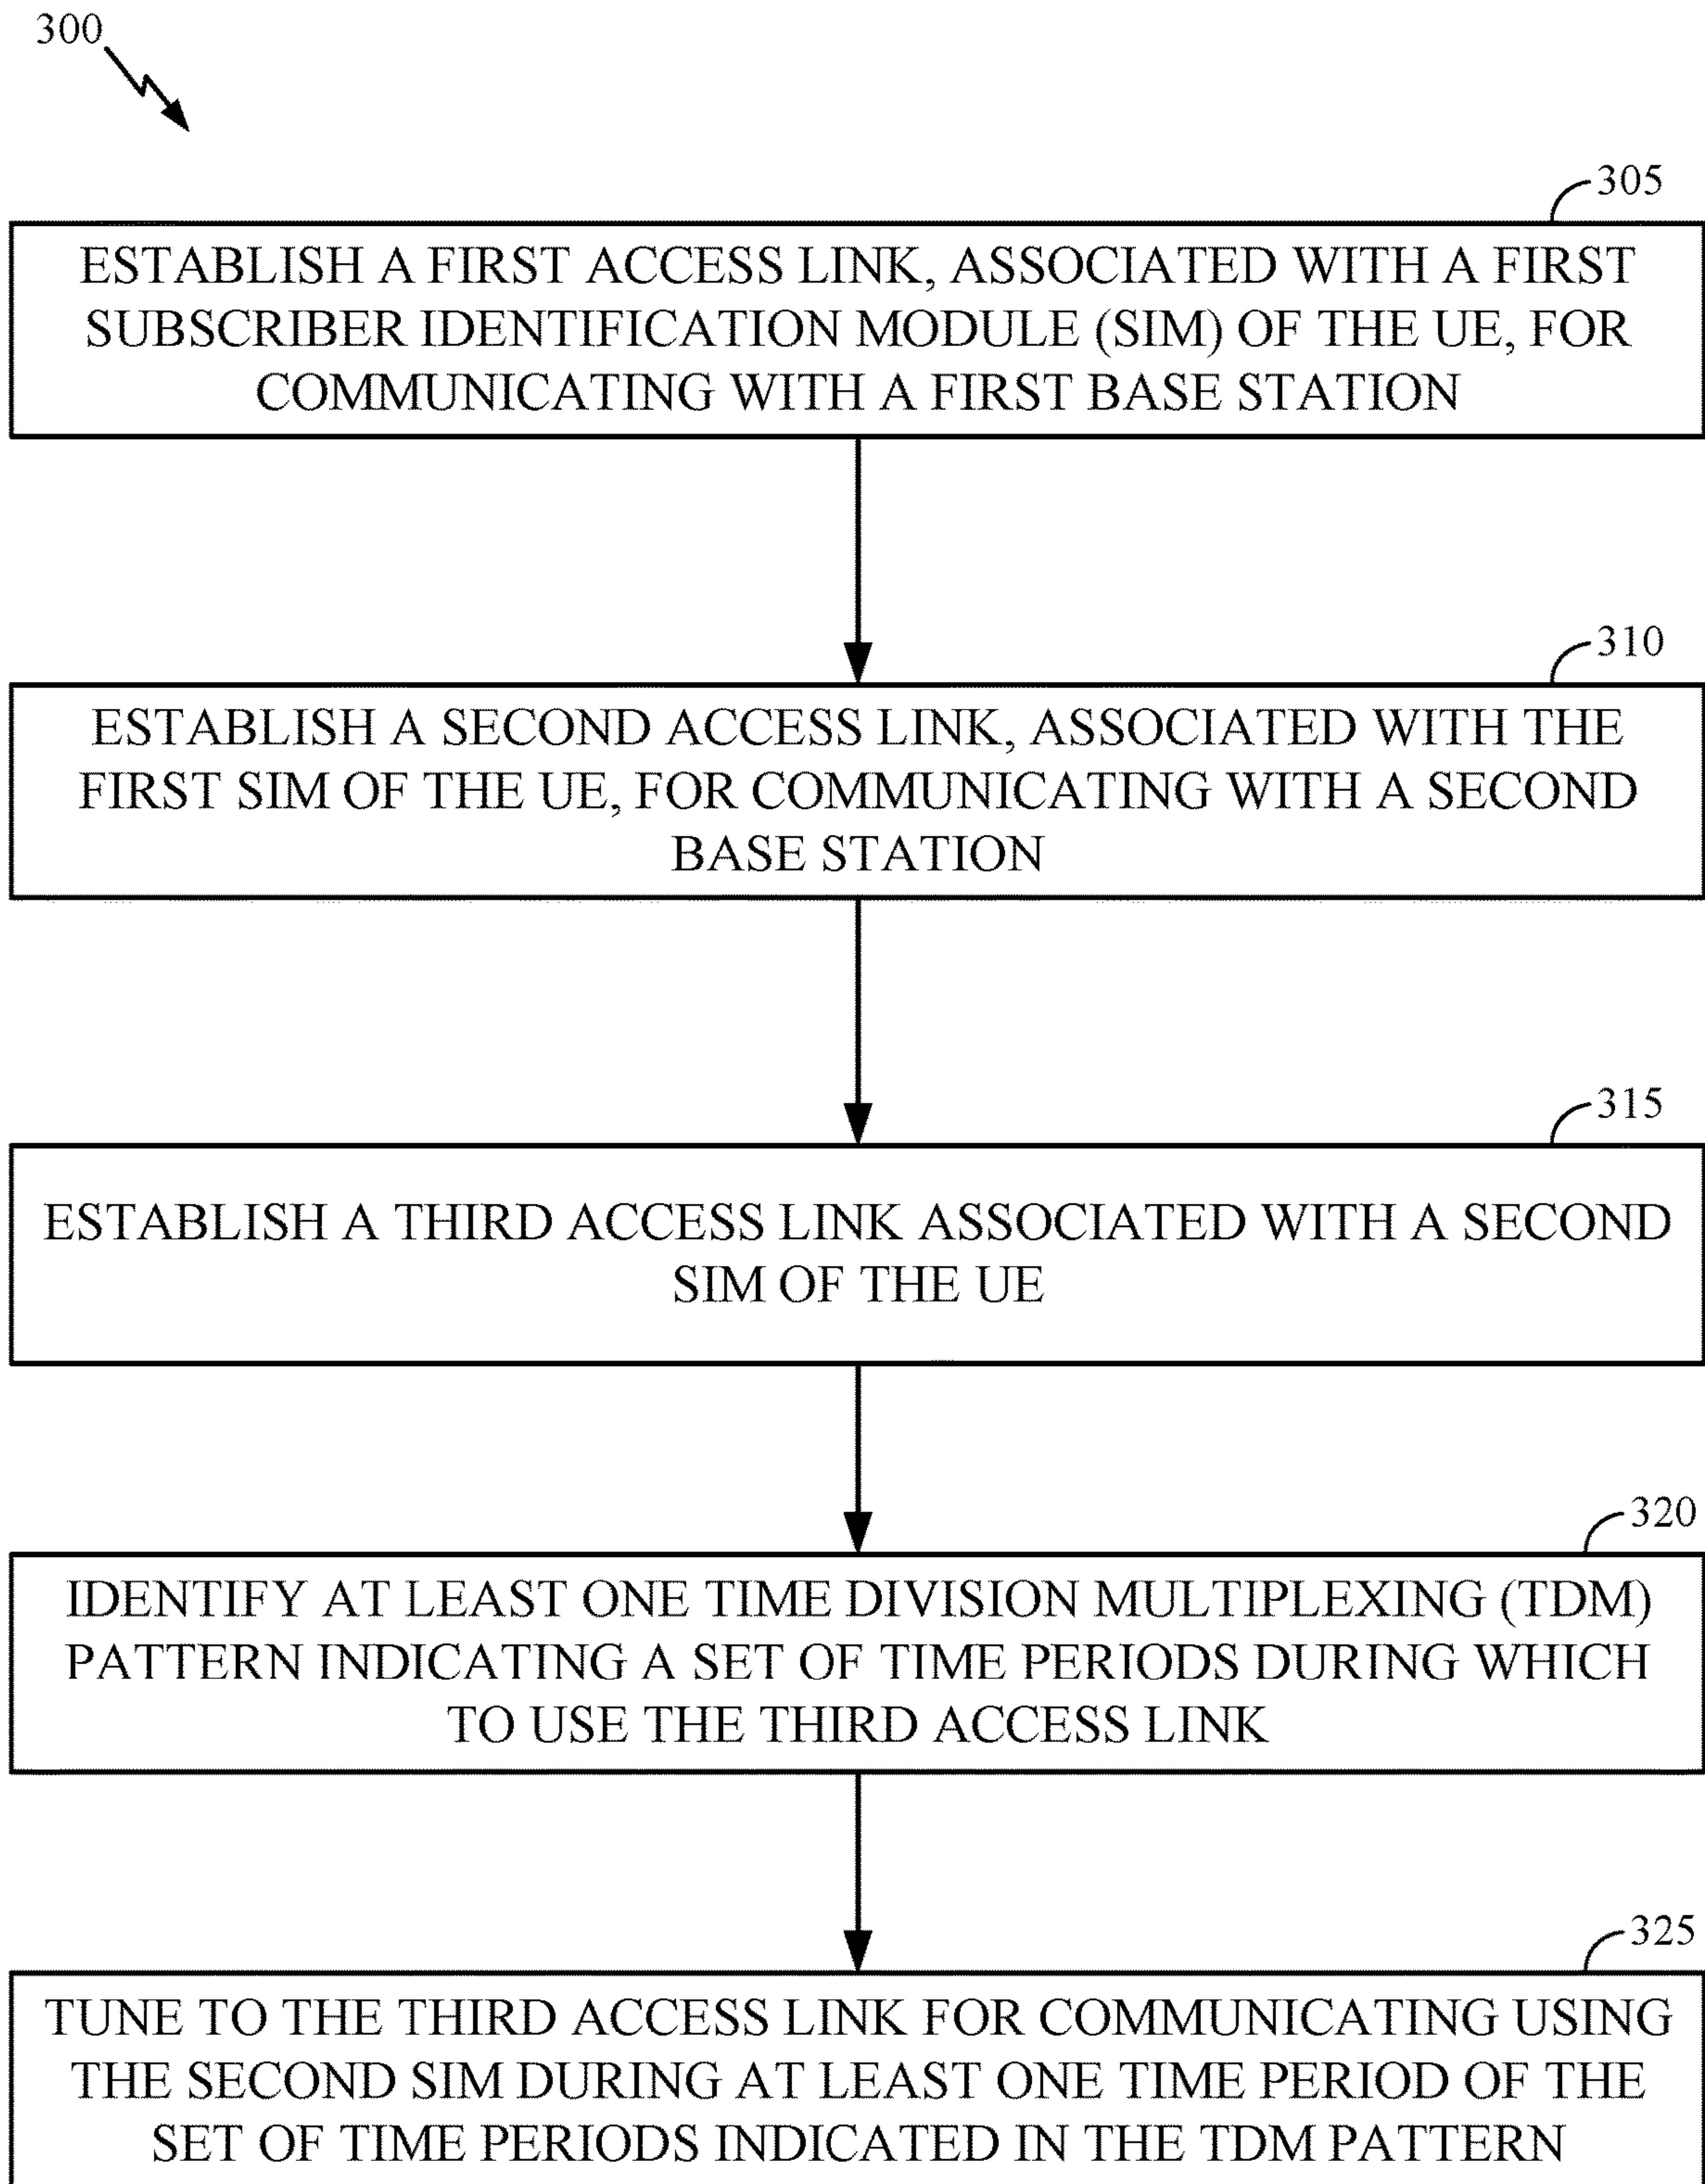 300
305
ESTABLISH A FIRST ACCESS LINK, ASSOCIATED WITH A FIRST
SUBSCRIBER IDENTIFICATION MODULE (SIM) OF THE UE, FOR
COMMUNICATING WITH A FIRST BASE STATION
310
ESTABLISH A SECOND ACCESS LINK, ASSOCIATED WITH THE
FIRST SIM OF THE UE, FOR COMMUNICATING WITH A SECOND
BASE STATION
315
ESTABLISH A THIRD ACCESS LINK ASSOCIATED WITH A SECOND
SIM OF THE UE
320
IDENTIFY AT LEAST ONE TIME DIVISION MULTIPLEXING (TDM)
PATTERN INDICATING A SET OF TIME PERIODS DURING WHICH
TO USE THE THIRD ACCESS LINK
325
TUNE TO THE THIRD ACCESS LINK FOR COMMUNICATING USING
THE SECOND SIM DURING AT LEAST ONE TIME PERIOD OF THE
SET OF TIME PERIODS INDICATED IN THE TDM PATTERN